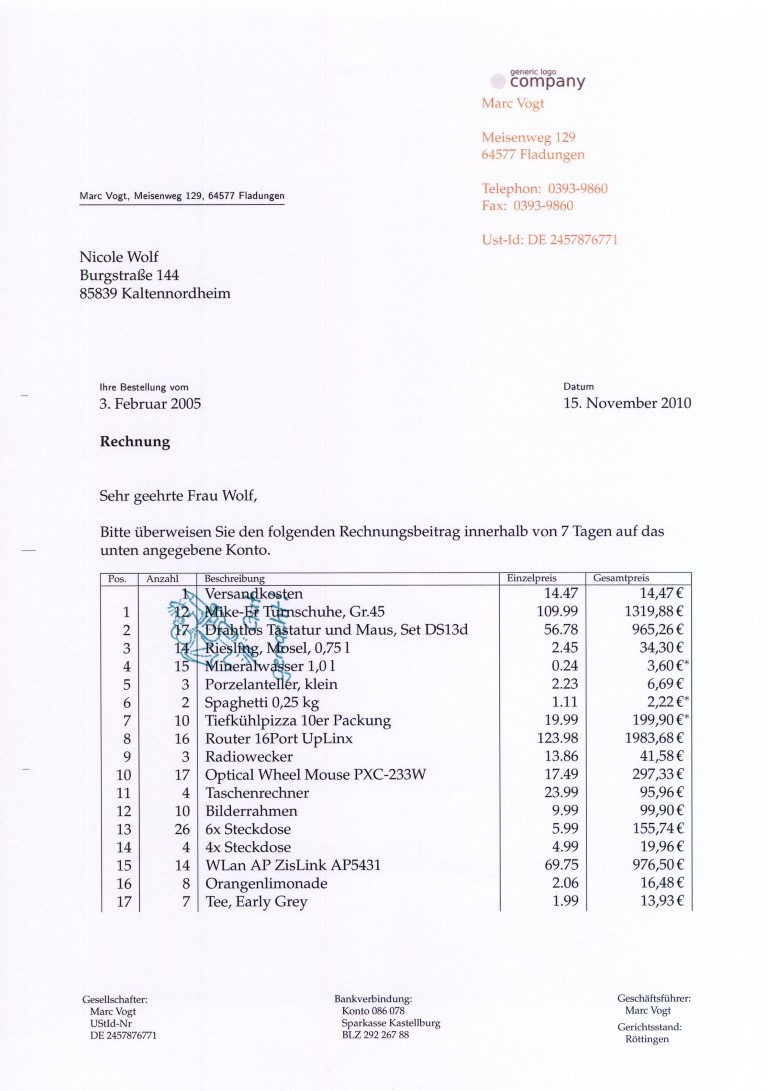 generic logo
company
Marc Vogt
Meisenweg 129
64577 Fladungen
Telephon: 0393-9860
Fax: 0393-9860
Ust-Id: DE 2457876771
Marc Vogt, Meisenweg 129, 64577 Fladungen
Nicole Wolf
Burgstraße 144
85839 Kaltennordheim
Ihre Bestellung vom Datum
3. Februar 2005 15. November 2010
Rechnung
Sehr geehrte Frau Wolf,
Bitte überweisen Sie den folgenden Rechnungsbeitrag innerhalb von 7 Tagen auf das
unten angegebene Konto.
Pos. Anzahl Beschreibung Einzelpreis Gesamtpreis
1 Versandkosten 14.47 14,47 €
1 12 Mike-Er Turnschuhe, Gr.45 109.99 1319,88 €
2 17 Drahtlos Tastatur und Maus, Set DS13d 56.78 965,26 €
3 14 Riesling, Mosel, 0,75 l 2.45 34,30 €
4 15 Mineralwasser 1,0 l 0.24 3,60 €*
5 3 Porzelanteller, klein 2.23 6,69 €
6 2 Spaghetti 0,25 kg 1.11 2,22 €*
7 10 Tiefkühlpizza 10er Packung 19.99 199,90 €*
8 16 Router 16Port UpLinx 123.98 1983,68 €
9 3 Radiowecker 13.86 41,58 €
10 17 Optical Wheel Mouse PXC-233W 17.49 297,33 €
11 4 Taschenrechner 23.99 95,96 €
12 10 Bilderrahmen 9.99 99,90 €
13 26 6x Steckdose 5.99 155,74 €
14 4 4x Steckdose 4.99 19,96 €
15 14 WLan AP ZisLink AP5431 69.75 976,50 €
16 8 Orangenlimonade 2.06 16,48 €
17 7 Tee, Early Grey 1.99 13,93 €
Gesellschafter:
Marc Vogt
UStId-Nr
DE 2457876771
Bankverbindung:
Konto 086 078
Sparkasse Kastellburg
BLZ 292 267 88
Geschäftsführer:
Marc Vogt
Gerichtsstand:
Röttingen